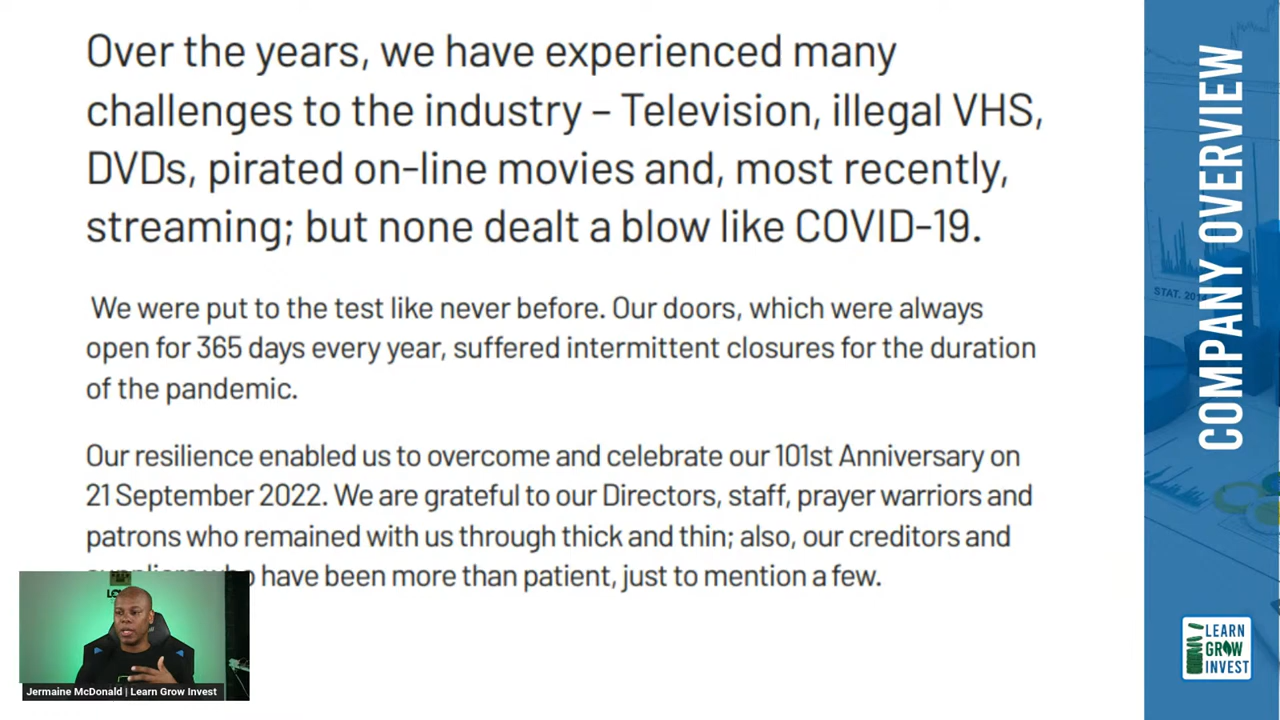 Over the years, we have experienced many
challenges to the industry – Television, illegal VHS,
DVDs, pirated on-line movies and, most recently,
streaming; but none dealt a blow like COVID-19.
We were put to the test like never before. Our doors, which were always
open for 365 days every year, suffered intermittent closures for the duration
of the pandemic.
Our resilience enabled us to overcome and celebrate our 101st Anniversary on
21 September 2022. We are grateful to our Directors, staff, prayer warriors and
patrons who remained with us through thick and thin; also, our creditors and
have been more than patient, just to mention a few.
Jermaine McDonald | Learn Grow Invest
COMPANY OVERVIEW
LEARN
GROW
INVEST